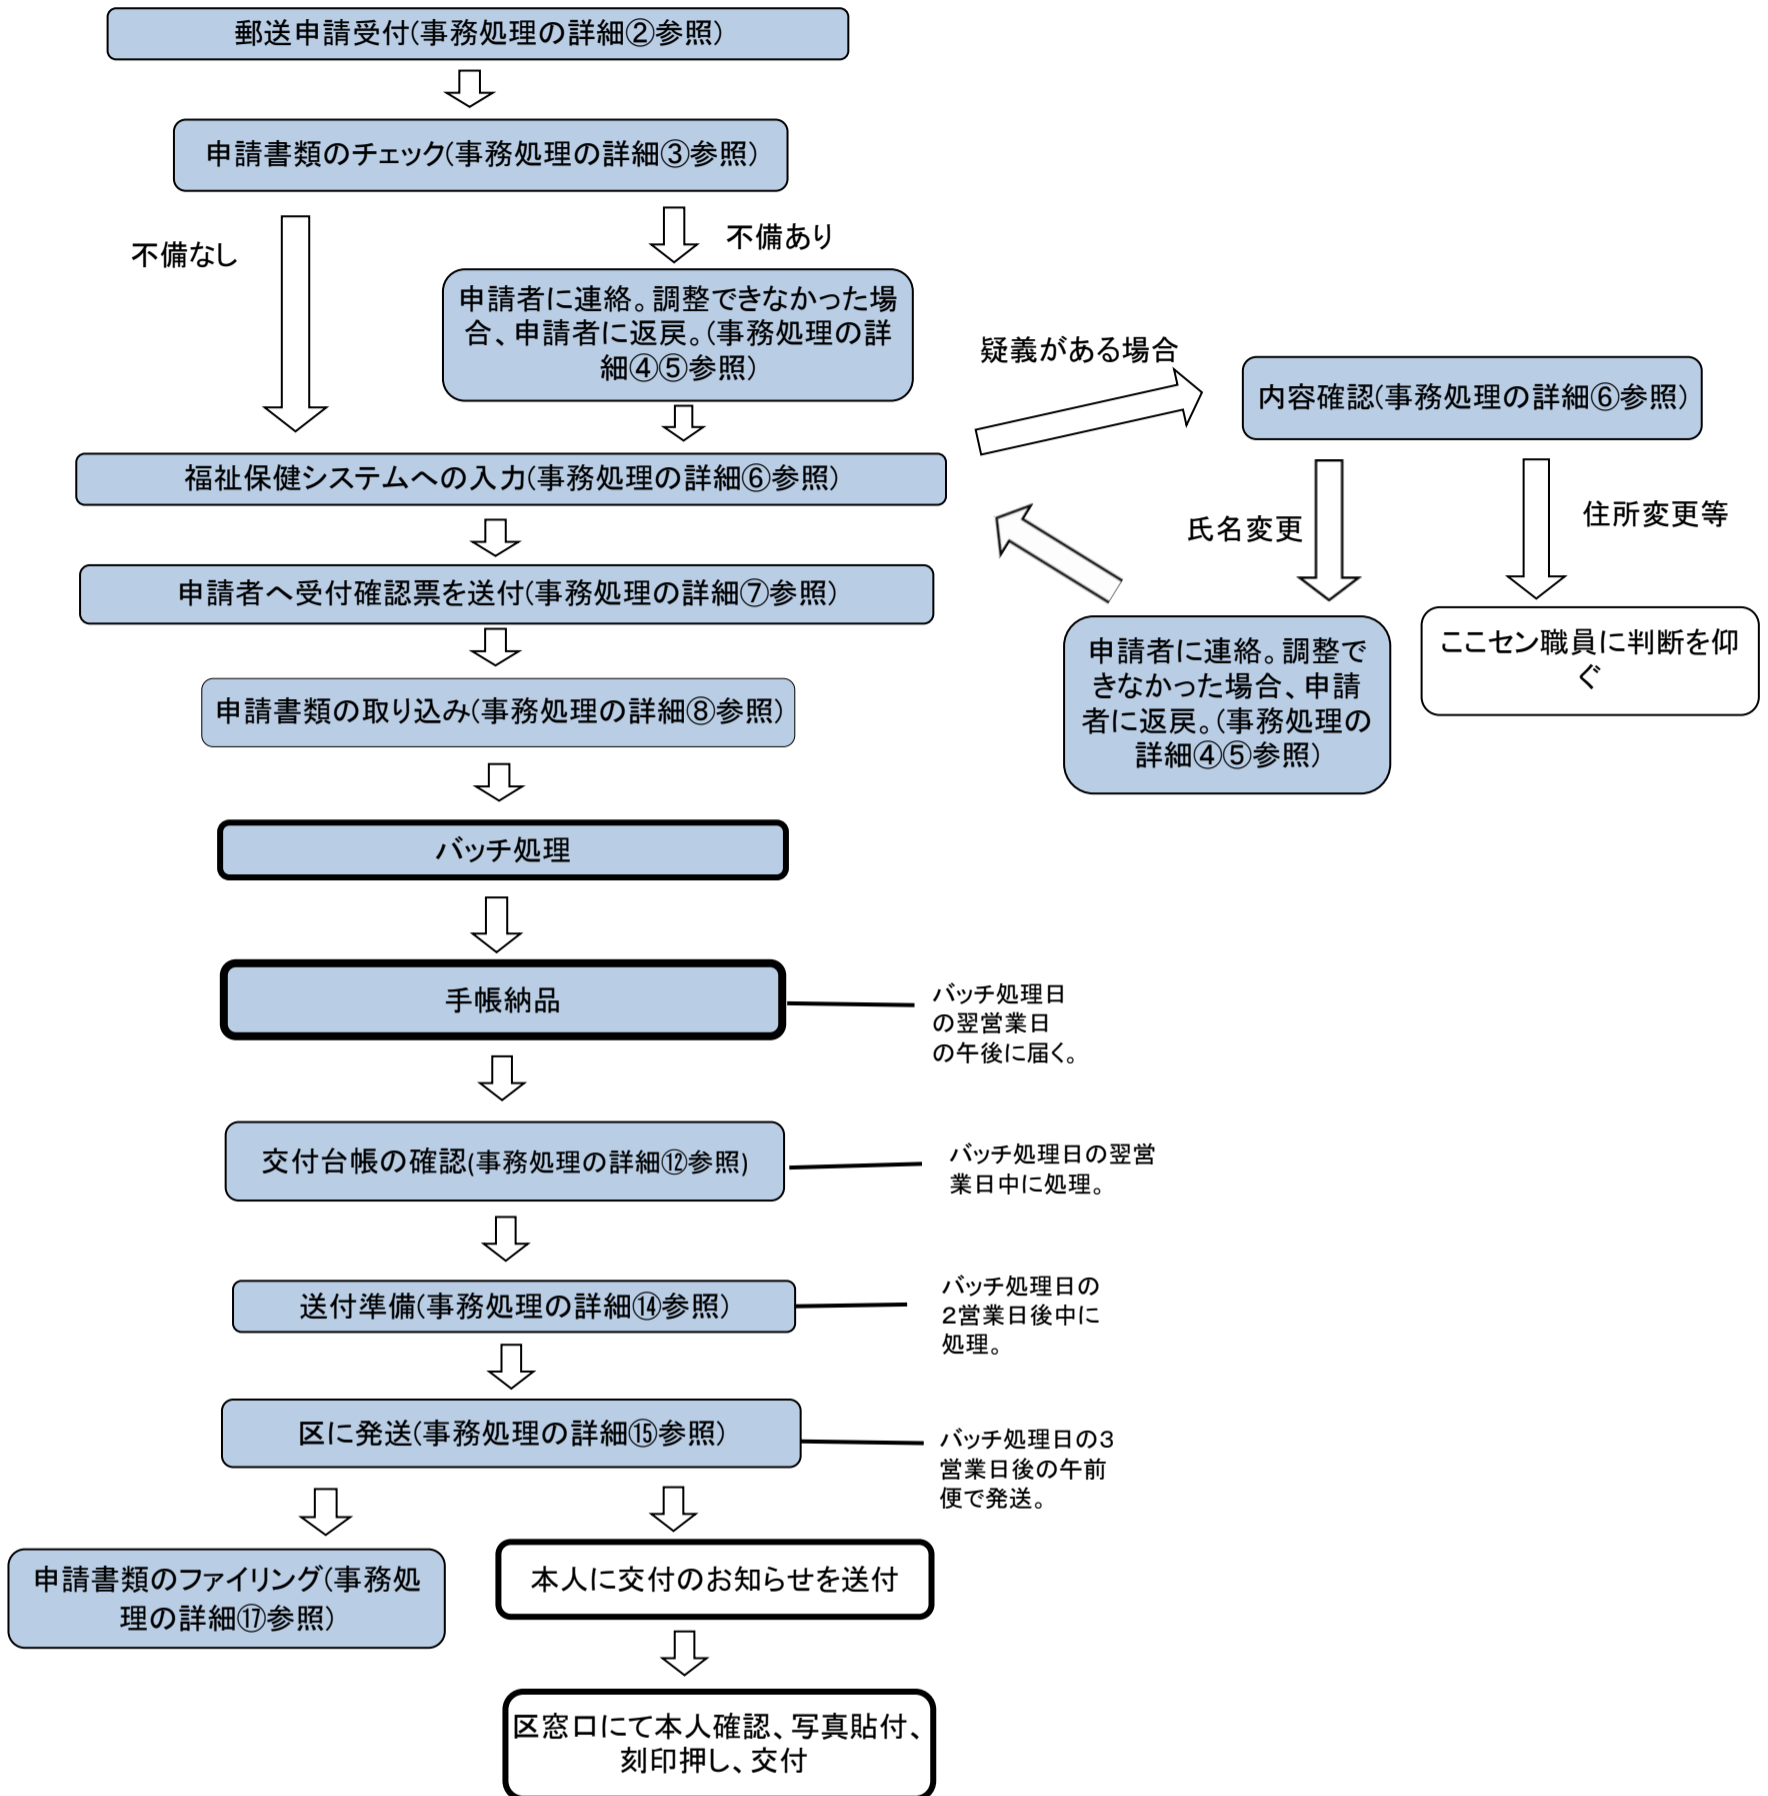 郵送申請受付(事務処理の詳細②参照)
申請書類のチェック(事務処理の詳細③参照)
不備なし
不備あり
申請者に連絡。調整できなかった場
合、申請者に返戻。(事務処理の詳
細④⑤参照)
疑義がある場合
内容確認(事務処理の詳細⑥参照)
福祉保健システムへの入力(事務処理の詳細⑥参照)
氏名変更
住所変更等
申請者へ受付確認票を送付(事務処理の詳細⑦参照)
申請者に連絡。調整で
きなかった場合、申請
者に返戻。(事務処理の
詳細④⑤参照)
ここセン職員に判断を仰
ぐ
申請書類の取り込み(事務処理の詳細⑧参照)
バッチ処理
手帳納品
バッチ処理日
の翌営業日
の午後に届く。
交付台帳の確認(事務処理の詳細⑫参照)
バッチ処理日の翌営
業日中に処理。
送付準備(事務処理の詳細⑭参照)
バッチ処理日の
2営業日後中に
処理。
区に発送(事務処理の詳細⑮参照)
バッチ処理日の3
営業日後の午前
便で発送。
申請書類のファイリング(事務処
理の詳細⑰参照)
本人に交付のお知らせを送付
区窓口にて本人確認、写真貼付、
刻印押し、交付